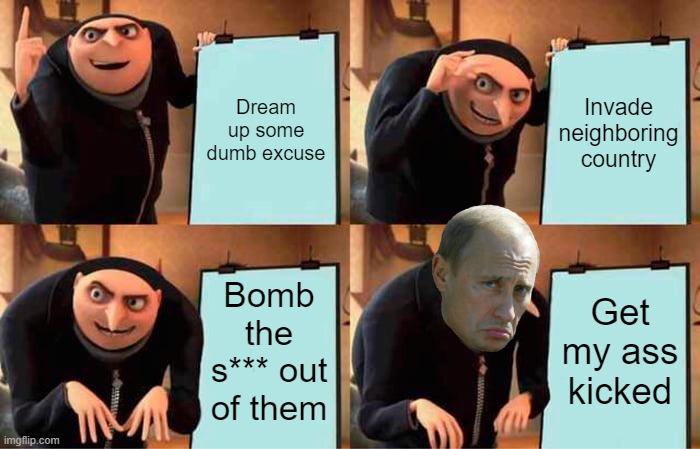 Dream
up some
dumb excuse
Invade
neighboring
country
Bomb
the
s*** out
of them
Get
my ass
kicked
imgflip.com